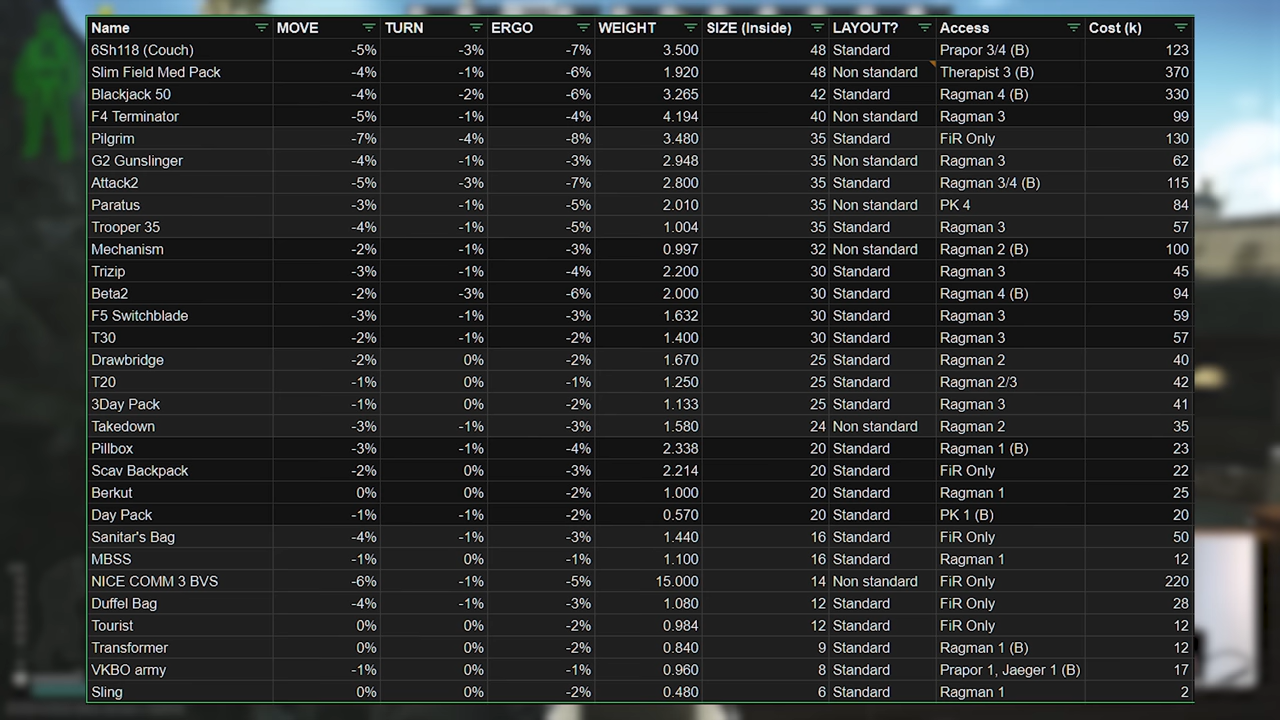 Name MOVE TURN ERGO WEIGHT SIZE (Inside) LAYOUT? Access Cost (k)
6Sh118 (Couch) -5% -3% -7% 3.500 48 Standard Prapor 3/4 (B) 123
Slim Field Med Pack -4% -1% -6% 1.920 48 Non standard Therapist 3 (B) 370
Blackjack 50 -4% -2% -6% 3.265 42 Standard Ragman 4 (B) 330
F4 Terminator -5% -1% -4% 4.194 40 Non standard Ragman 3 99
Pilgrim -7% -4% -8% 3.480 35 Standard FiR Only 130
G2 Gunslinger -4% -1% -3% 2.948 35 Non standard Ragman 3 62
Attack2 -5% -3% -7% 2.800 35 Standard Ragman 3/4 (B) 115
Paratus -3% -1% -5% 2.010 35 Non standard PK 4 84
Trooper 35 -4% -1% -5% 1.004 35 Standard Ragman 3 57
Mechanism -2% -1% -3% 0.997 32 Non standard Ragman 2 (B) 100
Trizip -3% -1% -4% 2.200 30 Standard Ragman 3 45
Beta2 -2% -3% -6% 2.000 30 Standard Ragman 4 (B) 94
F5 Switchblade -3% -1% -3% 1.632 30 Standard Ragman 3 59
T30 -2% -1% -2% 1.400 30 Standard Ragman 3 57
Drawbridge -2% 0% -2% 1.670 25 Standard Ragman 2 40
T20 -1% 0% -1% 1.250 25 Standard Ragman 2/3 42
3Day Pack -1% 0% -2% 1.133 25 Standard Ragman 3 41
Takedown -3% -1% -3% 1.580 24 Non standard Ragman 2 35
Pillbox -3% -1% -4% 2.338 20 Standard Ragman 1 (B) 23
Scav Backpack -2% 0% -3% 2.214 20 Standard FiR Only 22
Berkut 0% 0% -2% 1.000 20 Standard Ragman 1 25
Day Pack -1% -1% -2% 0.570 20 Standard PK 1 (B) 20
Sanitar's Bag -4% -1% -3% 1.440 16 Standard FiR Only 50
MBSS -1% 0% -1% 1.100 16 Standard Ragman 1 12
NICE COMM 3 BVS -6% -1% -5% 15.000 14 Non standard FiR Only 220
Duffel Bag -4% -1% -3% 1.080 12 Standard FiR Only 28
Tourist 0% 0% -2% 0.984 12 Standard FiR Only 12
Transformer 0% 0% -2% 0.840 9 Standard Ragman 1 (B) 12
VKBO army -1% 0% -1% 0.960 8 Standard Prapor 1, Jaeger 1 (B) 17
Sling 0% 0% -2% 0.480 6 Standard Ragman 1 2